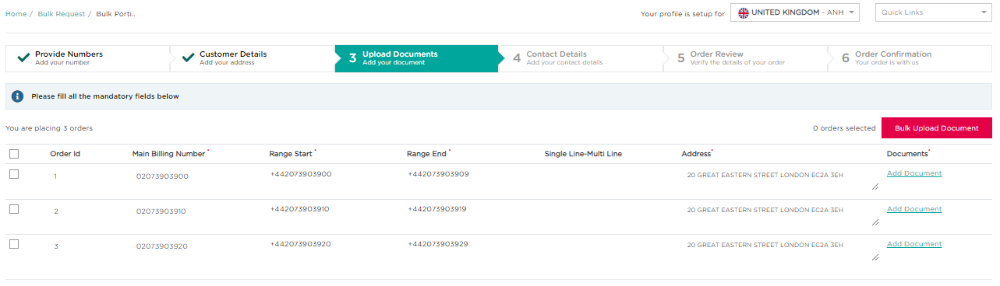 Home / Bulk Request / Bulk Porti..
Your profile is setup for UNITED KINGDOM - ANH Quick Links
Provide Numbers
Add your number
Customer Details
Add your address
3 Upload Documents
Add your document
4 Contact Details
Add your contact details
5 Order Review
Verify the details of your order
6 Order Confirmation
Your order is with us
Please fill all the mandatory fields below
You are placing 3 orders 0 orders selected Bulk Upload Document
Order Id Main Billing Number * Range Start * Range End * Single Line-Multi Line Address* Documents*
1 02073903900 +442073903900 +442073903909 20 GREAT EASTERN STREET LONDON EC2A 3EH Add Document
2 02073903910 +442073903910 +442073903919 20 GREAT EASTERN STREET LONDON EC2A 3EH Add Document
3 02073903920 +442073903920 +442073903929 20 GREAT EASTERN STREET LONDON EC2A 3EH Add Document